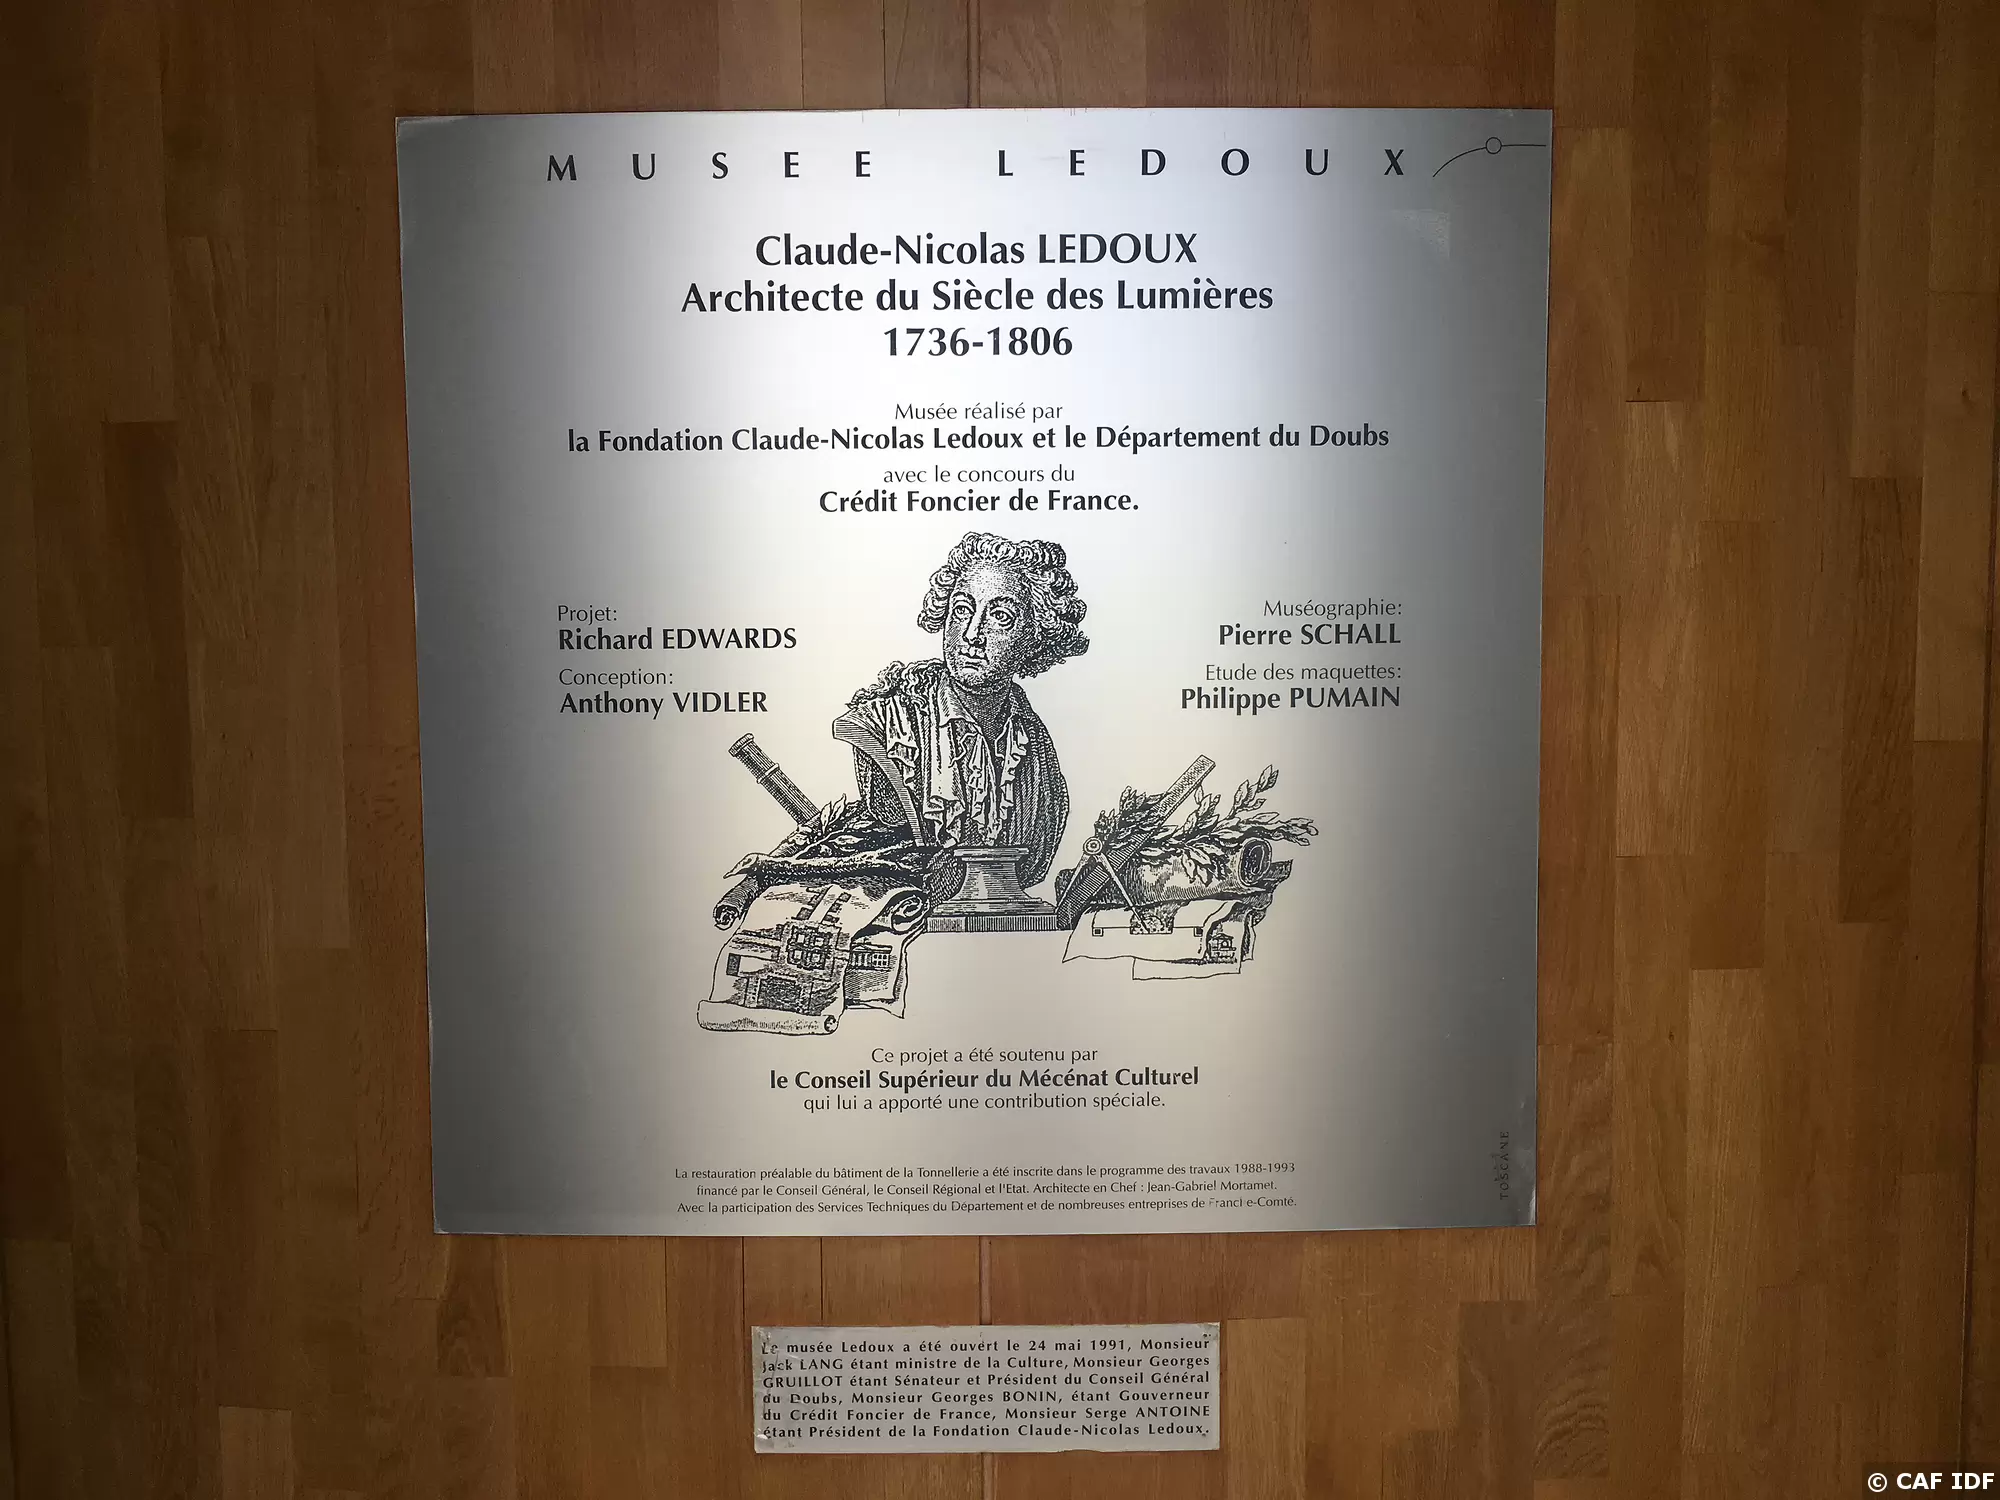 MUSEE LEDOUX
Claude-Nicolas LEDOUX
Architecte du Siècle des Lumières
1736-1806
Musée réalisé par
la Fondation Claude-Nicolas Ledoux et le Département du Doubs
avec le concours du
Crédit Foncier de France.
Projet:
Richard EDWARDS
Conception:
Anthony VIDLER
Muséographie:
Pierre SCHALL
Etude des maquettes:
Philippe PUMAIN
Ce projet a été soutenu par
le Conseil Supérieur du Mécénat Culturel
qui lui a apporté une contribution spéciale.
La restauration préalable du bâtiment de la Tonnellerie a été inscrite dans le programme des travaux 1988-1993
financé par le Conseil Général, le Conseil Régional et l'Etat. Architecte en Chef : Jean-Gabriel Mortamet.
Avec la participation des Services Techniques du Département et de nombreuses entreprises de Franche-Comté.
TOSCANE
Le musée Ledoux a été ouvert le 24 mai 1991, Monsieur
Jack LANG étant ministre de la Culture, Monsieur Georges
GRUILLOT étant Sénateur et Président du Conseil Général
du Doubs, Monsieur Georges BONIN, étant Gouverneur
du Crédit Foncier de France, Monsieur Serge ANTOINE
étant Président de la Fondation Claude-Nicolas Ledoux.
© CAF IDF